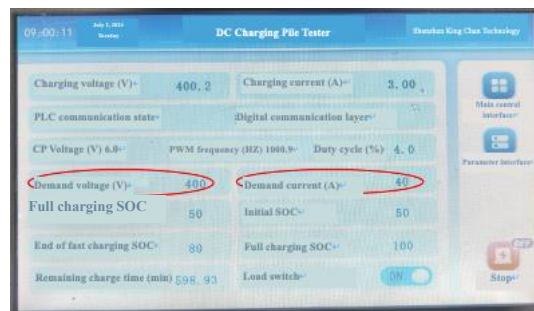 09:00:11
July 1, 2024
Monday
DC Charging Pile Tester
Shenzhen King Chan Technology
Charging voltage (V) 400.2
Charging current (A) 3.00
Main control
interface
PLC communication state
Digital communication layer
CP Voltage (V) 6.0
PWM frequency (HZ) 1000.9
Duty cycle (%) 4.0
Parameter interface
Demand voltage (V) 400
Demand current (A) 40
Full charging SOC
50
Initial SOC 50
End of fast charging SOC 80
Full charging SOC 100
Remaining charge time (min) 598.93
Load switch ON
OFF
Stop